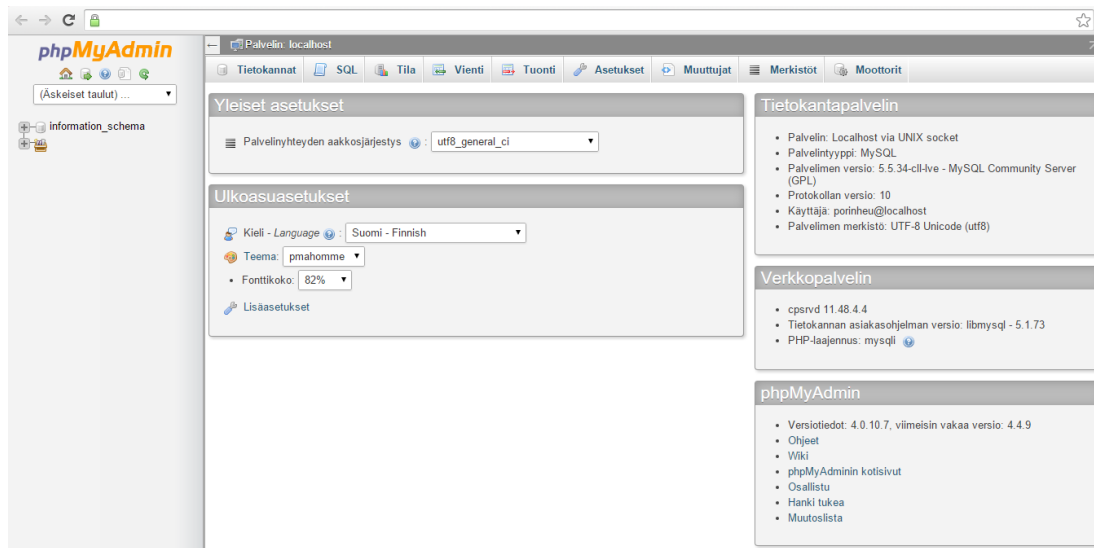 phpMyAdmin
(Äskeiset taulut) ...
information_schema
Palvelin: localhost
Tietokannat SQL Tila Vienti Tuonti Asetukset Muuttujat Merkistöt Moottorit
Yleiset asetukset
Palvelinyhteyden aakkosjärjestys : utf8_general_ci
Ulkoasuasetukset
Kieli - Language : Suomi - Finnish
Teema: pmahomme
Fonttikoko: 82%
Lisäasetukset
Tietokantapalvelin
Palvelin: Localhost via UNIX socket
Palvelintyyppi: MySQL
Palvelimen versio: 5.5.34-cll-lve - MySQL Community Server
(GPL)
Protokollan versio: 10
Käyttäjä: porinheu@localhost
Palvelimen merkistö: UTF-8 Unicode (utf8)
Verkkopalvelin
cpsrvd 11.48.4.4
Tietokannan asiakasohjelman versio: libmysql - 5.1.73
PHP-laajennus: mysqli
phpMyAdmin
Versiotiedot: 4.0.10.7, viimeisin vakaa versio: 4.4.9
Ohjeet
Wiki
phpMyAdminin kotisivut
Osallistu
Hanki tukea
Muutoslista